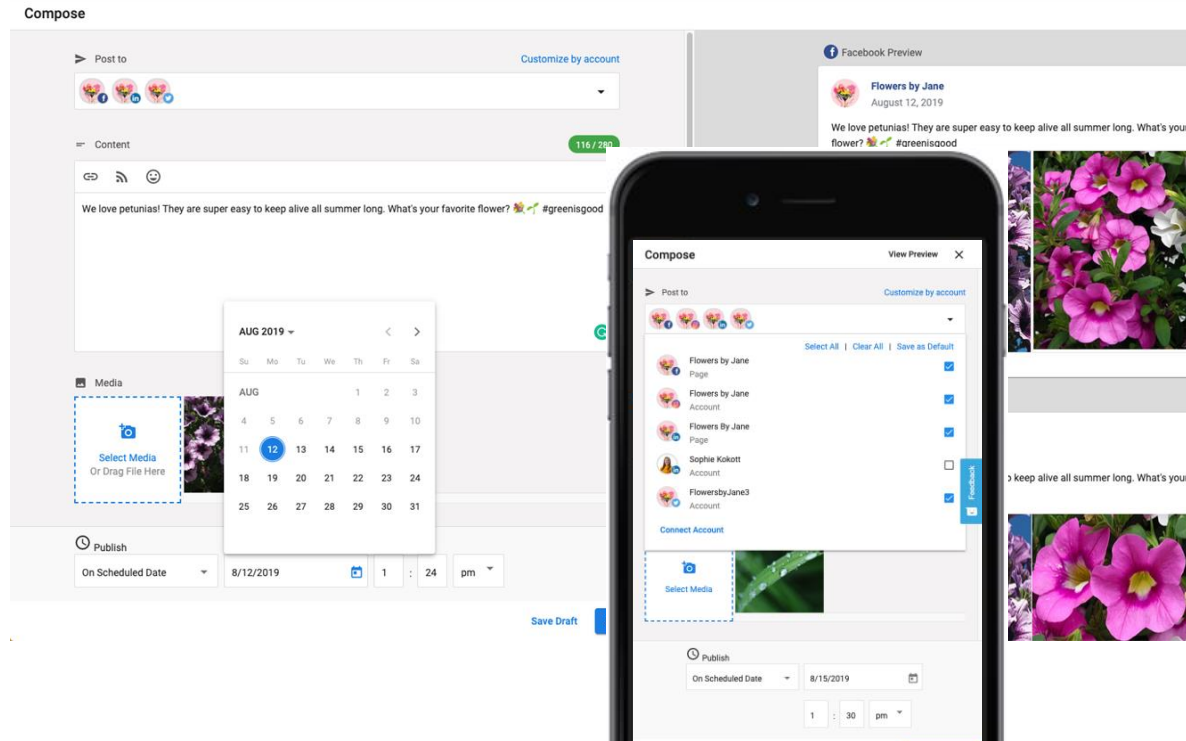 Compose
Post to
Customize by account
Content
116 / 280
We love petunias! They are super easy to keep alive all summer long. What's your favorite flower? 💐🌱 #greenisgood
AUG 2019
Su Mo Tu We Th Fr Sa
AUG 1 2 3
4 5 6 7 8 9 10
11 12 13 14 15 16 17
18 19 20 21 22 23 24
25 26 27 28 29 30 31
Media
Select Media
Or Drag File Here
Publish
On Scheduled Date
8/12/2019
1 : 24 pm
Save Draft
Facebook Preview
Flowers by Jane
August 12, 2019
We love petunias! They are super easy to keep alive all summer long. What's your
flower? 💐🌱 #greenisgood
keep alive all summer long. What's your
Compose
View Preview
Post to
Customize by account
Select All | Clear All | Save as Default
Flowers by Jane
Page
Flowers by Jane
Account
Flowers By Jane
Page
Sophie Kokott
Account
FlowersbyJane3
Account
Connect Account
Feedback
Select Media
Publish
On Scheduled Date
8/15/2019
1 : 30 pm